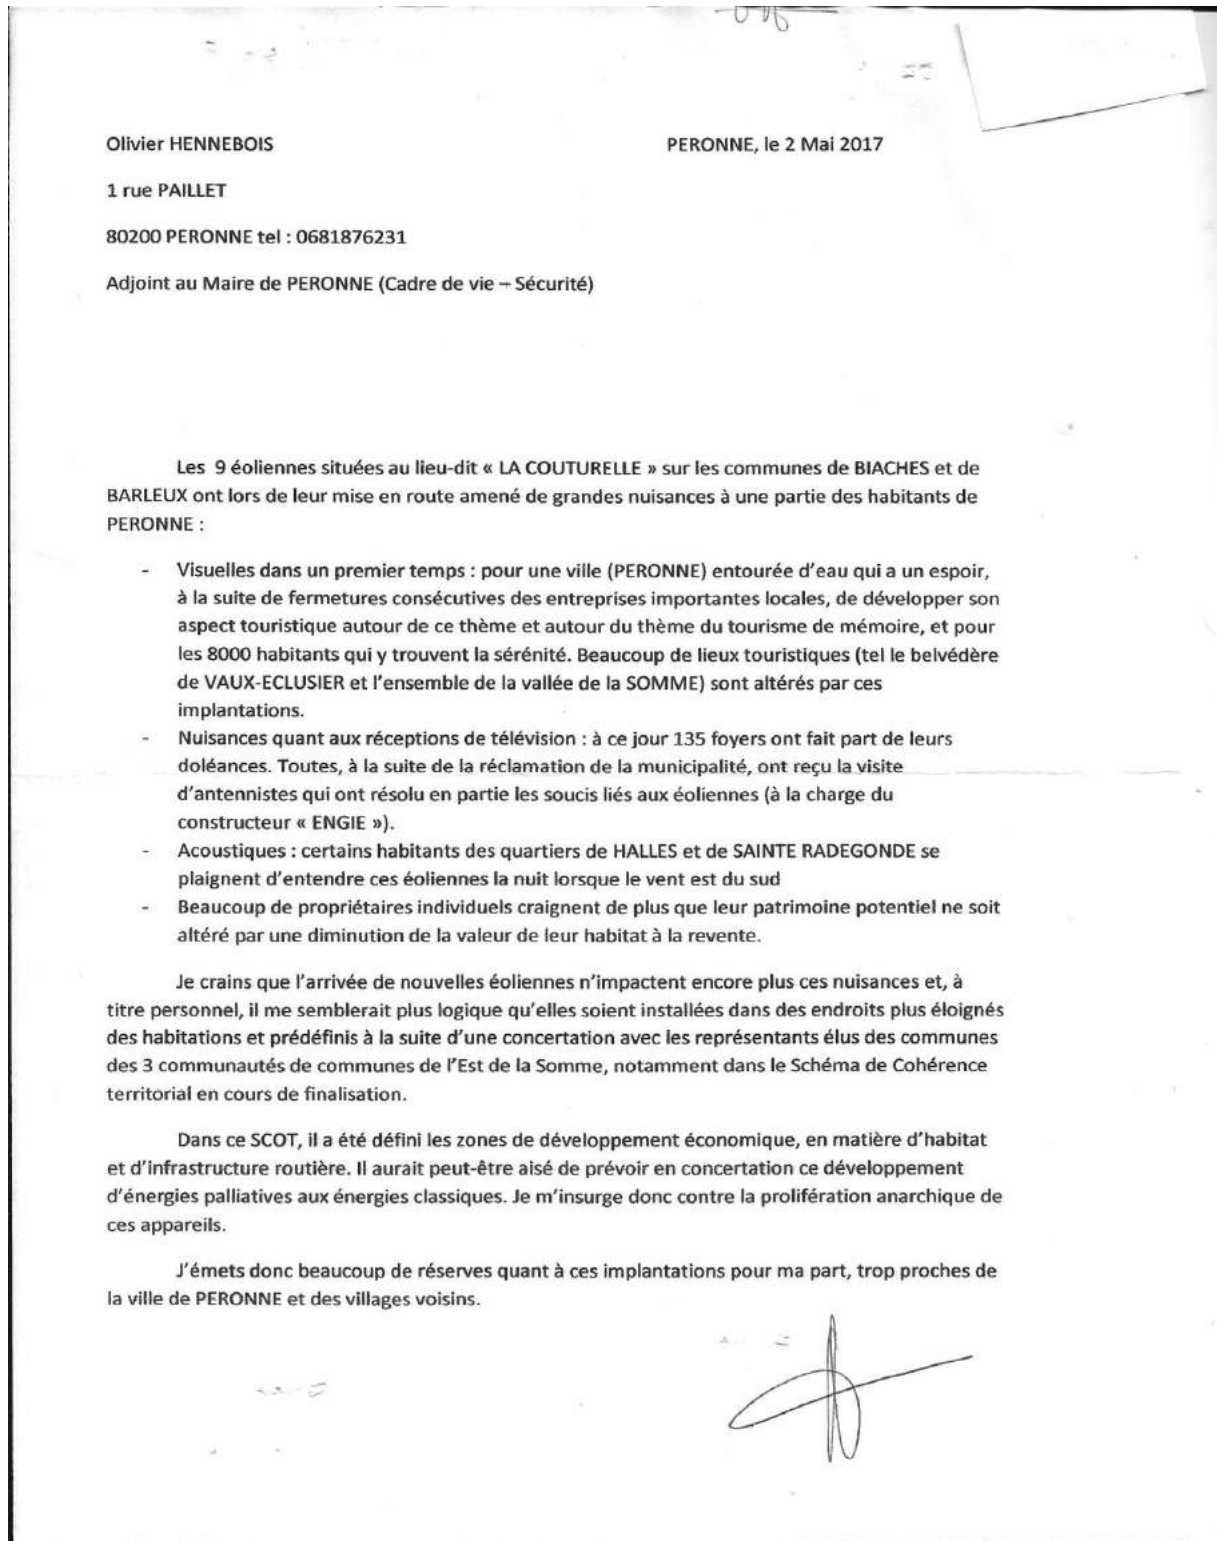 Olivier HENNEBOIS
PERONNE, le 2 Mai 2017
1 rue PAILLET
80200 PERONNE tel : 0681876231
Adjoint au Maire de PERONNE (Cadre de vie – Sécurité)
Les 9 éoliennes situées au lieu-dit « LA COUTURELLE » sur les communes de BIACHES et de
BARLEUX ont lors de leur mise en route amené de grandes nuisances à une partie des habitants de
PERONNE :
- Visuelles dans un premier temps : pour une ville (PERONNE) entourée d'eau qui a un espoir,
à la suite de fermetures consécutives des entreprises importantes locales, de développer son
aspect touristique autour de ce thème et autour du thème du tourisme de mémoire, et pour
les 8000 habitants qui y trouvent la sérénité. Beaucoup de lieux touristiques (tel le belvédère
de VAUX-ECLUSIER et l'ensemble de la vallée de la SOMME) sont altérés par ces
implantations.
- Nuisances quant aux réceptions de télévision : à ce jour 135 foyers ont fait part de leurs
doléances. Toutes, à la suite de la réclamation de la municipalité, ont reçu la visite
d'antennistes qui ont résolu en partie les soucis liés aux éoliennes (à la charge du
constructeur « ENGIE »).
- Acoustiques : certains habitants des quartiers de HALLES et de SAINTE RADEGONDE se
plaignent d'entendre ces éoliennes la nuit lorsque le vent est du sud
- Beaucoup de propriétaires individuels craignent de plus que leur patrimoine potentiel ne soit
altéré par une diminution de la valeur de leur habitat à la revente.
Je crains que l'arrivée de nouvelles éoliennes n'impactent encore plus ces nuisances et, à
titre personnel, il me semblerait plus logique qu'elles soient installées dans des endroits plus éloignés
des habitations et prédéfinis à la suite d'une concertation avec les représentants élus des communes
des 3 communautés de communes de l'Est de la Somme, notamment dans le Schéma de Cohérence
territorial en cours de finalisation.
Dans ce SCOT, il a été défini les zones de développement économique, en matière d'habitat
et d'infrastructure routière. Il aurait peut-être aisé de prévoir en concertation ce développement
d'énergies palliatives aux énergies classiques. Je m'insurge donc contre la prolifération anarchique de
ces appareils.
J'émets donc beaucoup de réserves quant à ces implantations pour ma part, trop proches de
la ville de PERONNE et des villages voisins.